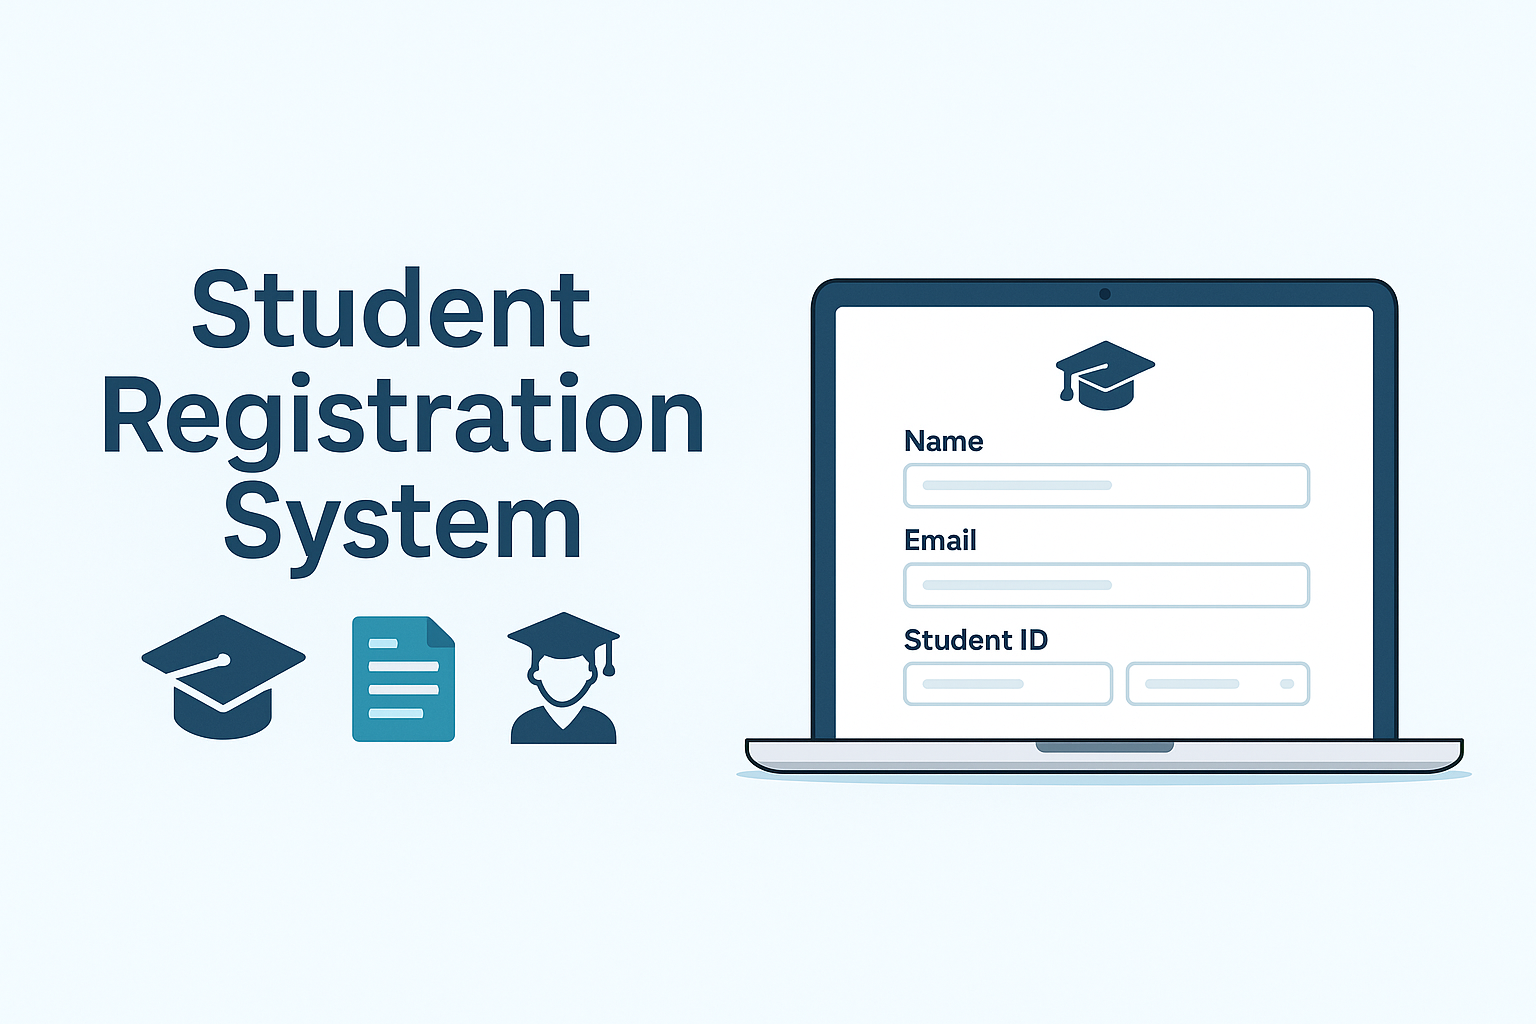 Student
Registration
System
Name
Email
Student ID